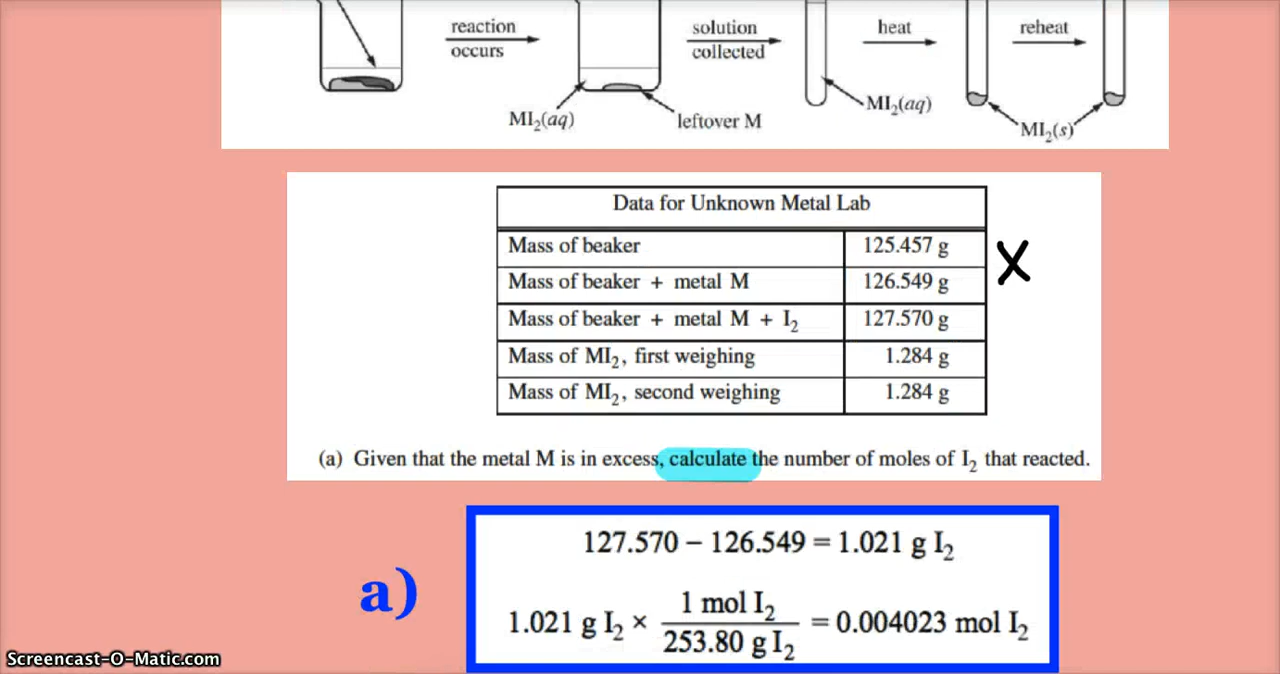 reaction
occurs
solution
collected
heat
reheat
MI₂(aq)
leftover M
MI₂(aq)
MI₂(s)
Data for Unknown Metal Lab
Mass of beaker 125.457 g
X
Mass of beaker + metal M 126.549 g
Mass of beaker + metal M + I₂ 127.570 g
Mass of MI₂, first weighing 1.284 g
Mass of MI₂, second weighing 1.284 g
(a) Given that the metal M is in excess, calculate the number of moles of I₂ that reacted.
a)
127.570 – 126.549 = 1.021 g I₂
1.021 g I₂ × 1 mol I₂ / 253.80 g I₂ = 0.004023 mol I₂
Screencast-O-Matic.com